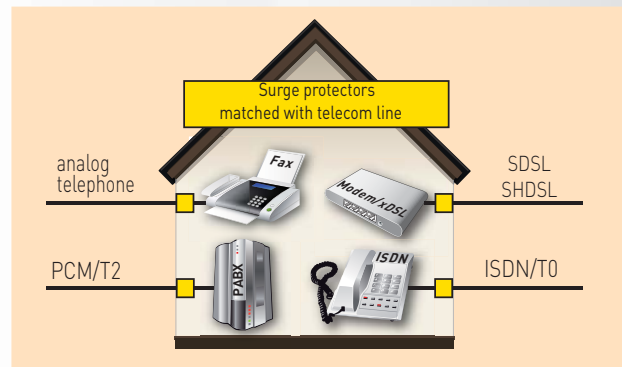 Surge protectors
matched with telecom line
analog
telephone
Fax
Modem/xDSL
SDSL
SHDSL
PCM/T2
PABX
ISDN
ISDN/T0